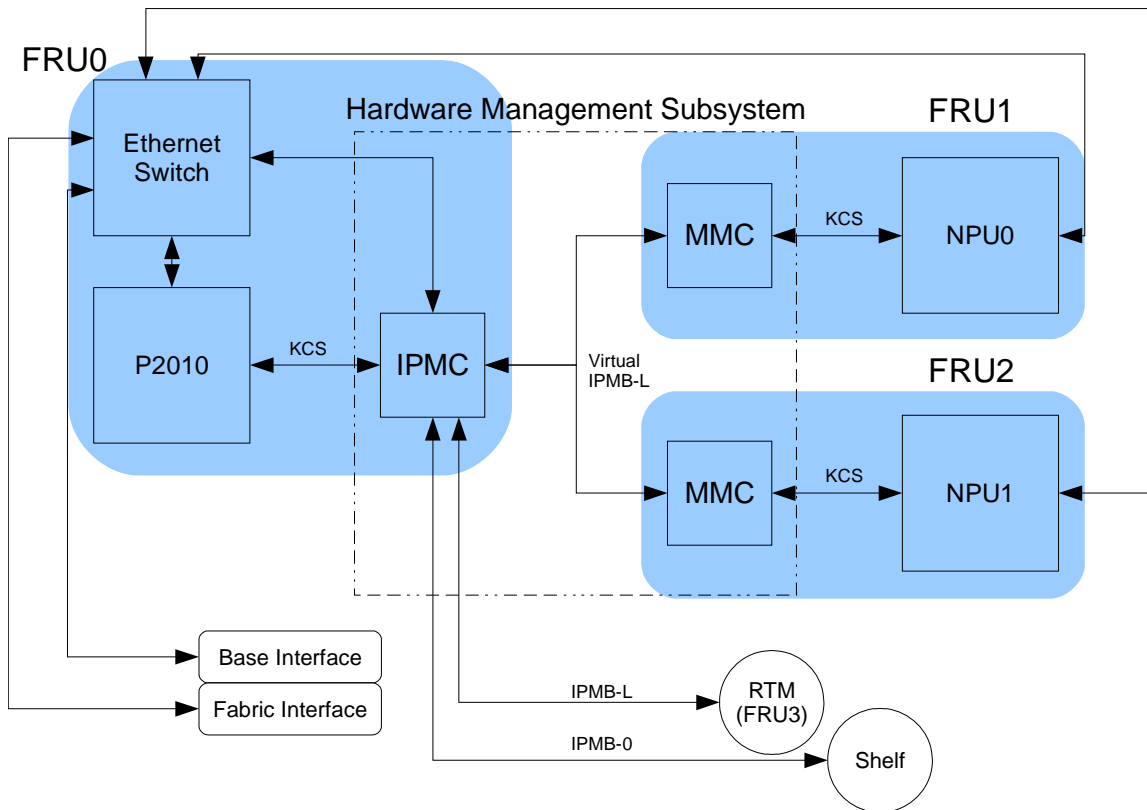 FRU0
Hardware Management Subsystem
FRU1
Ethernet
Switch
MMC
KCS
NPU0
P2010
KCS
IPMC
Virtual
IPMB-L
FRU2
MMC
KCS
NPU1
Base Interface
Fabric Interface
IPMB-L
RTM
(FRU3)
IPMB-0
Shelf